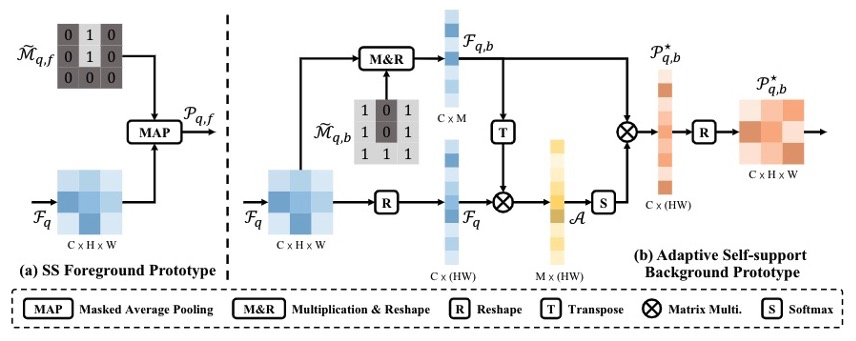 0 1 0
0 1 0
0 0 0
M̃q,f
Pq,f
MAP
Fq
C x H x W
(a) SS Foreground Prototype
M&R
Fq,b
C x M
1 0 1
1 0 1
1 1 1
M̃q,b
T
Fq
C x H x W
R
Fq
C x (HW)
A
M x (HW)
S
P*q,b
C x (HW)
R
P*q,b
C x H x W
(b) Adaptive Self-support
Background Prototype
MAP Masked Average Pooling M&R Multiplication & Reshape R Reshape T Transpose Matrix Multi. S Softmax